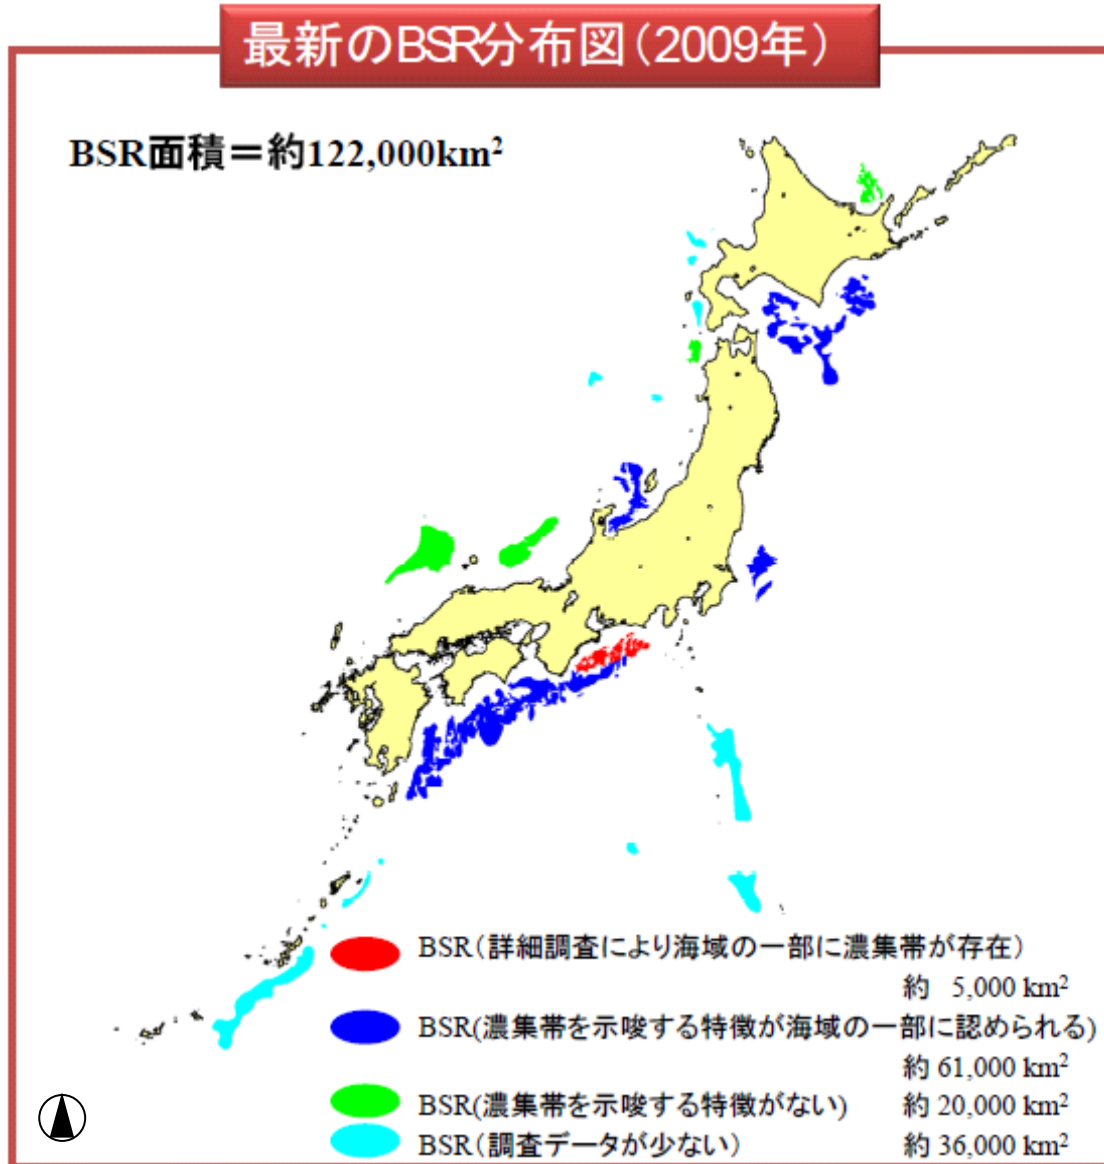 最新のBSR分布図（2009年）
BSR面積＝約122,000km²
BSR（詳細調査により海域の一部に濃集帯が存在）
約 5,000 km²
BSR(濃集帯を示唆する特徴が海域の一部に認められる)
約 61,000 km²
BSR(濃集帯を示唆する特徴がない) 約 20,000 km²
BSR（調査データが少ない） 約 36,000 km²